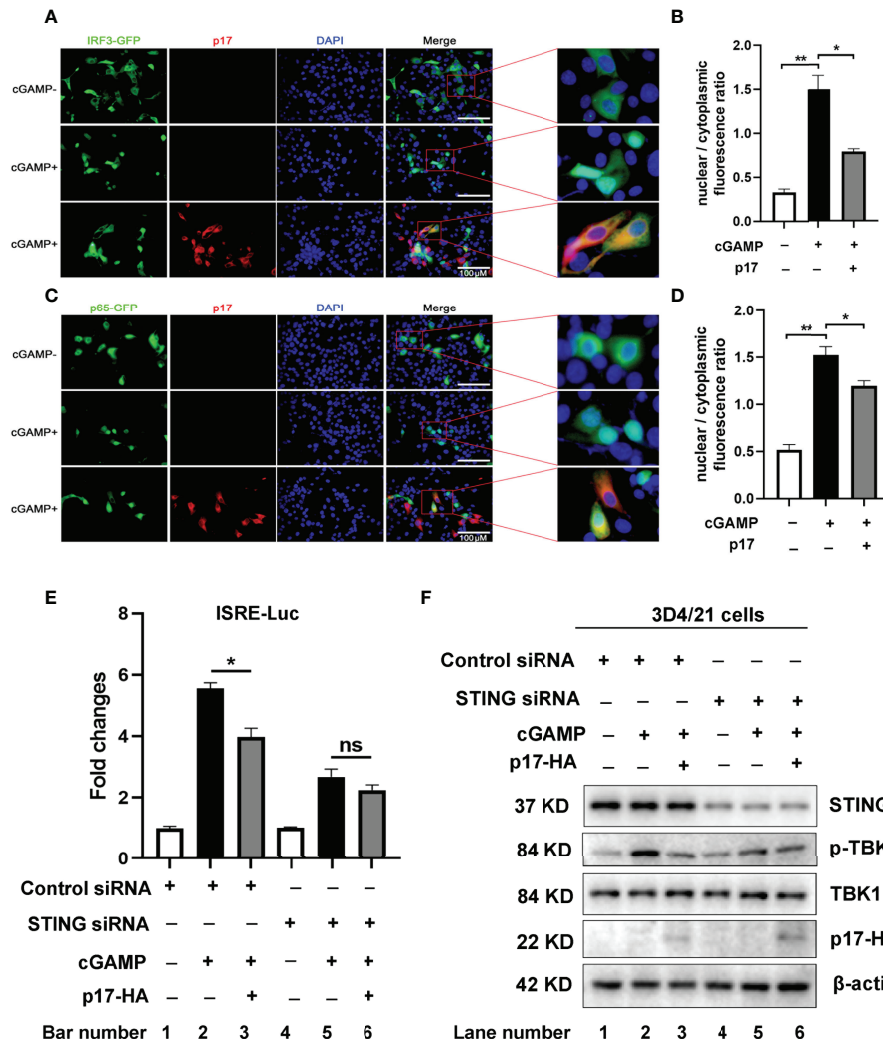 A
IRF3-GFP p17 DAPI Merge
cGAMP-
cGAMP+
cGAMP+
100μM
B
nuclear / cytoplasmic
fluorescence ratio
2.0
1.5
1.0
0.5
0.0
** *
cGAMP – + +
p17 – – +
C
p65-GFP p17 DAPI Merge
cGAMP-
cGAMP+
cGAMP+
100μM
D
nuclear / cytoplasmic
fluorescence ratio
2.0
1.5
1.0
0.5
0.0
** *
cGAMP – + +
p17 – – +
E
ISRE-Luc
Fold changes
8
6
4
2
0
* ns
Control siRNA + + + – – –
STING siRNA – – – + + +
cGAMP – + + – + +
p17-HA – – + – – +
Bar number 1 2 3 4 5 6
F
3D4/21 cells
Control siRNA + + + – – –
STING siRNA – – – + + +
cGAMP – + + – + +
p17-HA – – + – – +
37 KD STING
84 KD p-TBK
84 KD TBK1
22 KD p17-H
42 KD β-acti
Lane number 1 2 3 4 5 6